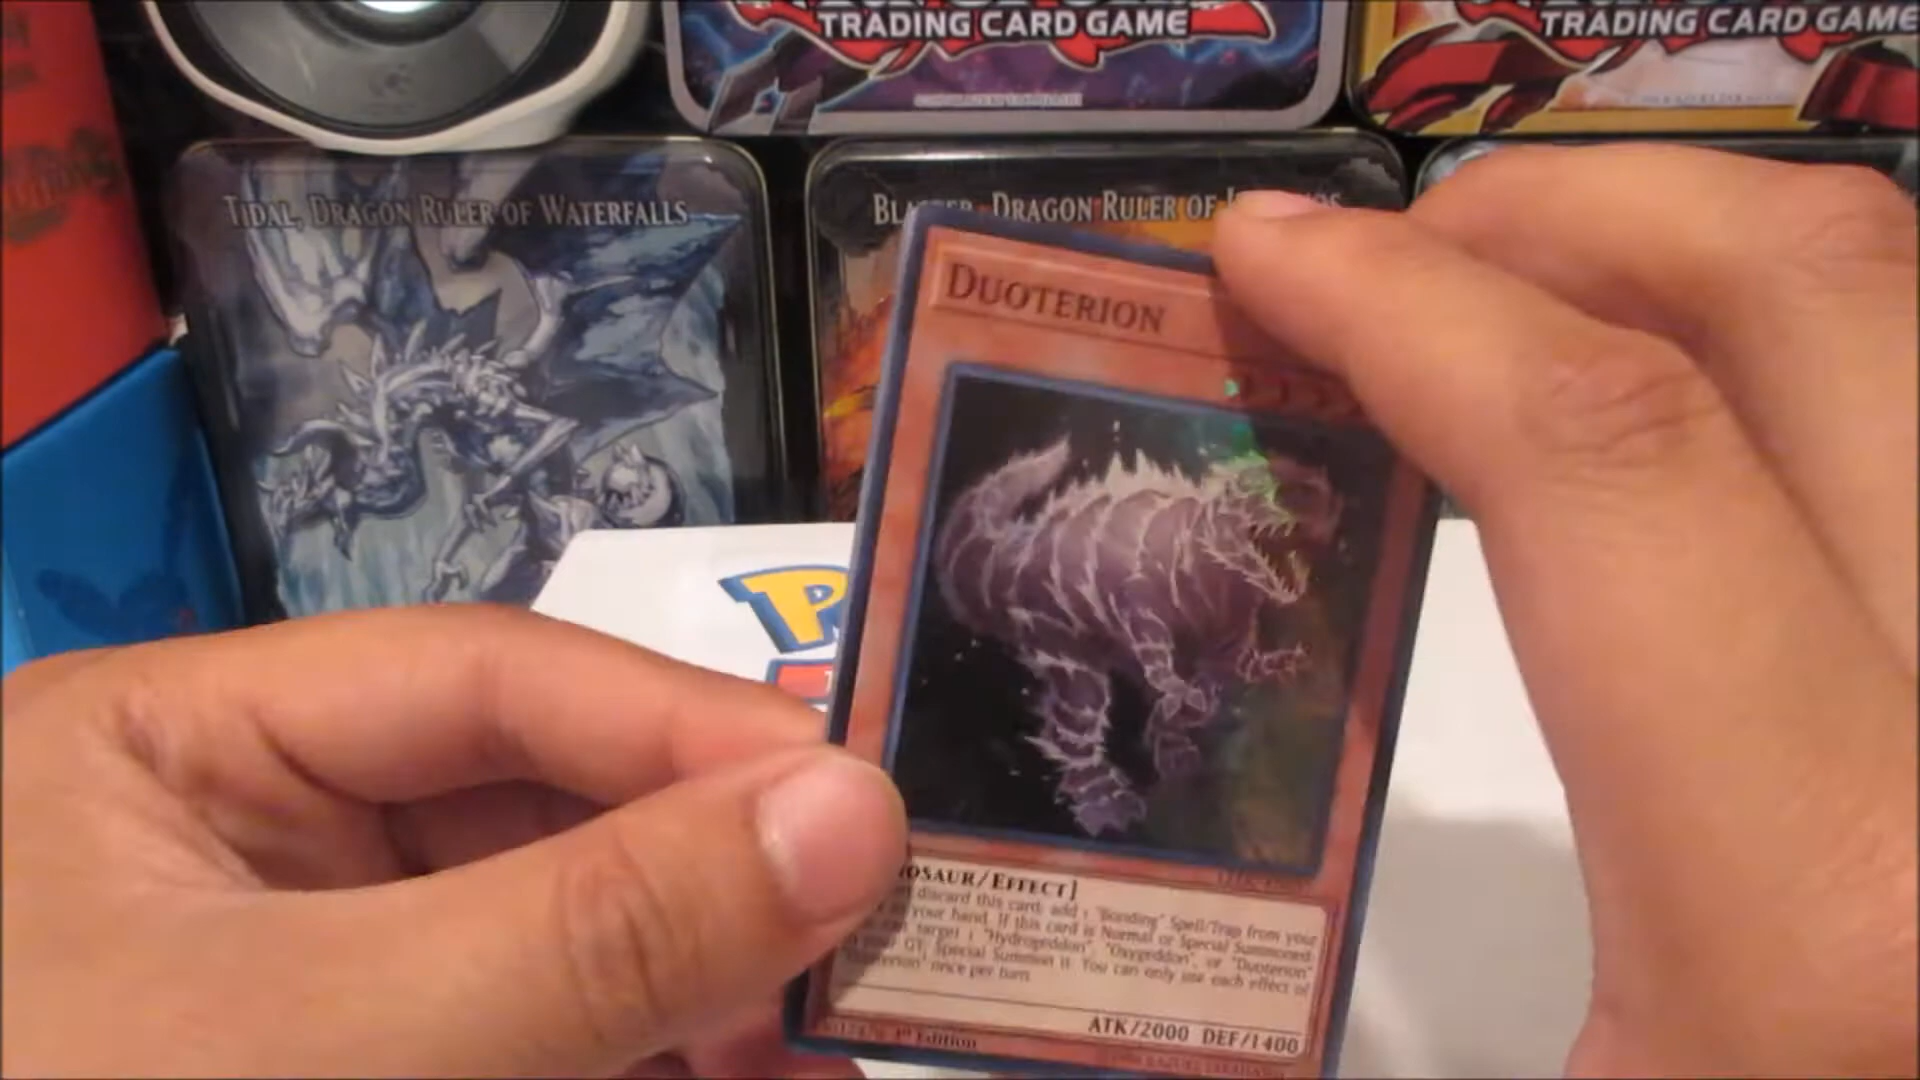 TRADING CARD GAME
TRADING CARD GAME
TIDAL, DRAGON RULER OF WATERFALLS
DRAGON RULER OF
DUOTERION
P
OSAUR/EFFECT]
discard this card; add 1 "Bonding" Spell/Trap from your
your hand. If this card is Normal or Special Summoned:
target 1 "Hydrogeddon", "Oxygeddon", or "Duoterion"
your GY; Special Summon it. You can only use each effect of
"Duoterion" once per turn.
ATK/2000 DEF/1400
1st Edition